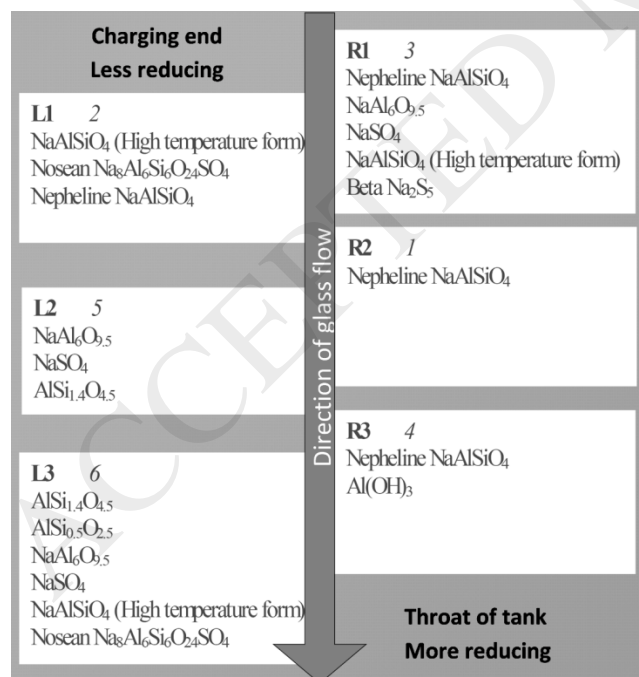 Charging end
Less reducing
L1 2
NaAlSiO₄ (High temperature form)
Nosean Na₈Al₆Si₆O₂₄SO₄
Nepheline NaAlSiO₄
L2 5
NaAl₆O₉.₅
NaSO₄
AlSi₁.₄O₄.₅
L3 6
AlSi₁.₄O₄.₅
AlSi₀.₅O₂.₅
NaAl₆O₉.₅
NaSO₄
NaAlSiO₄ (High temperature form)
Nosean Na₈Al₆Si₆O₂₄SO₄
Direction of glass flow
R1 3
Nepheline NaAlSiO₄
NaAl₆O₉.₅
NaSO₄
NaAlSiO₄ (High temperature form)
Beta Na₂S₅
R2 1
Nepheline NaAlSiO₄
R3 4
Nepheline NaAlSiO₄
Al(OH)₃
Throat of tank
More reducing
ACCEPTED